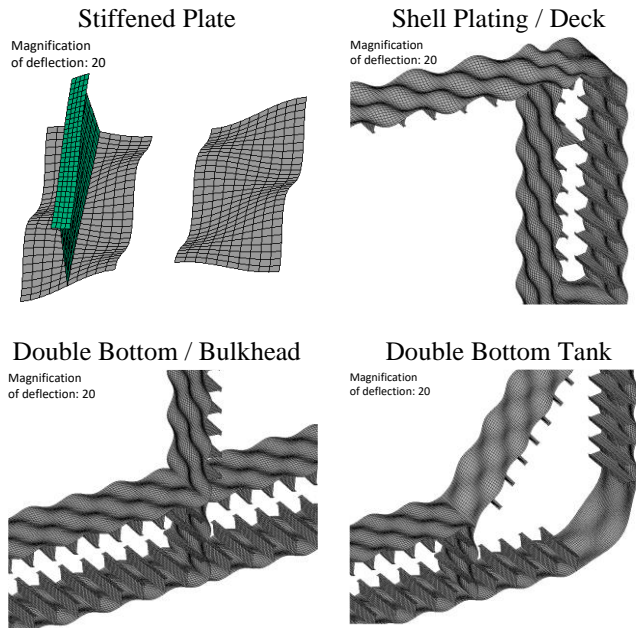 Stiffened Plate
Magnification
of deflection: 20
Shell Plating / Deck
Magnification
of deflection: 20
Double Bottom / Bulkhead
Magnification
of deflection: 20
Double Bottom Tank
Magnification
of deflection: 20